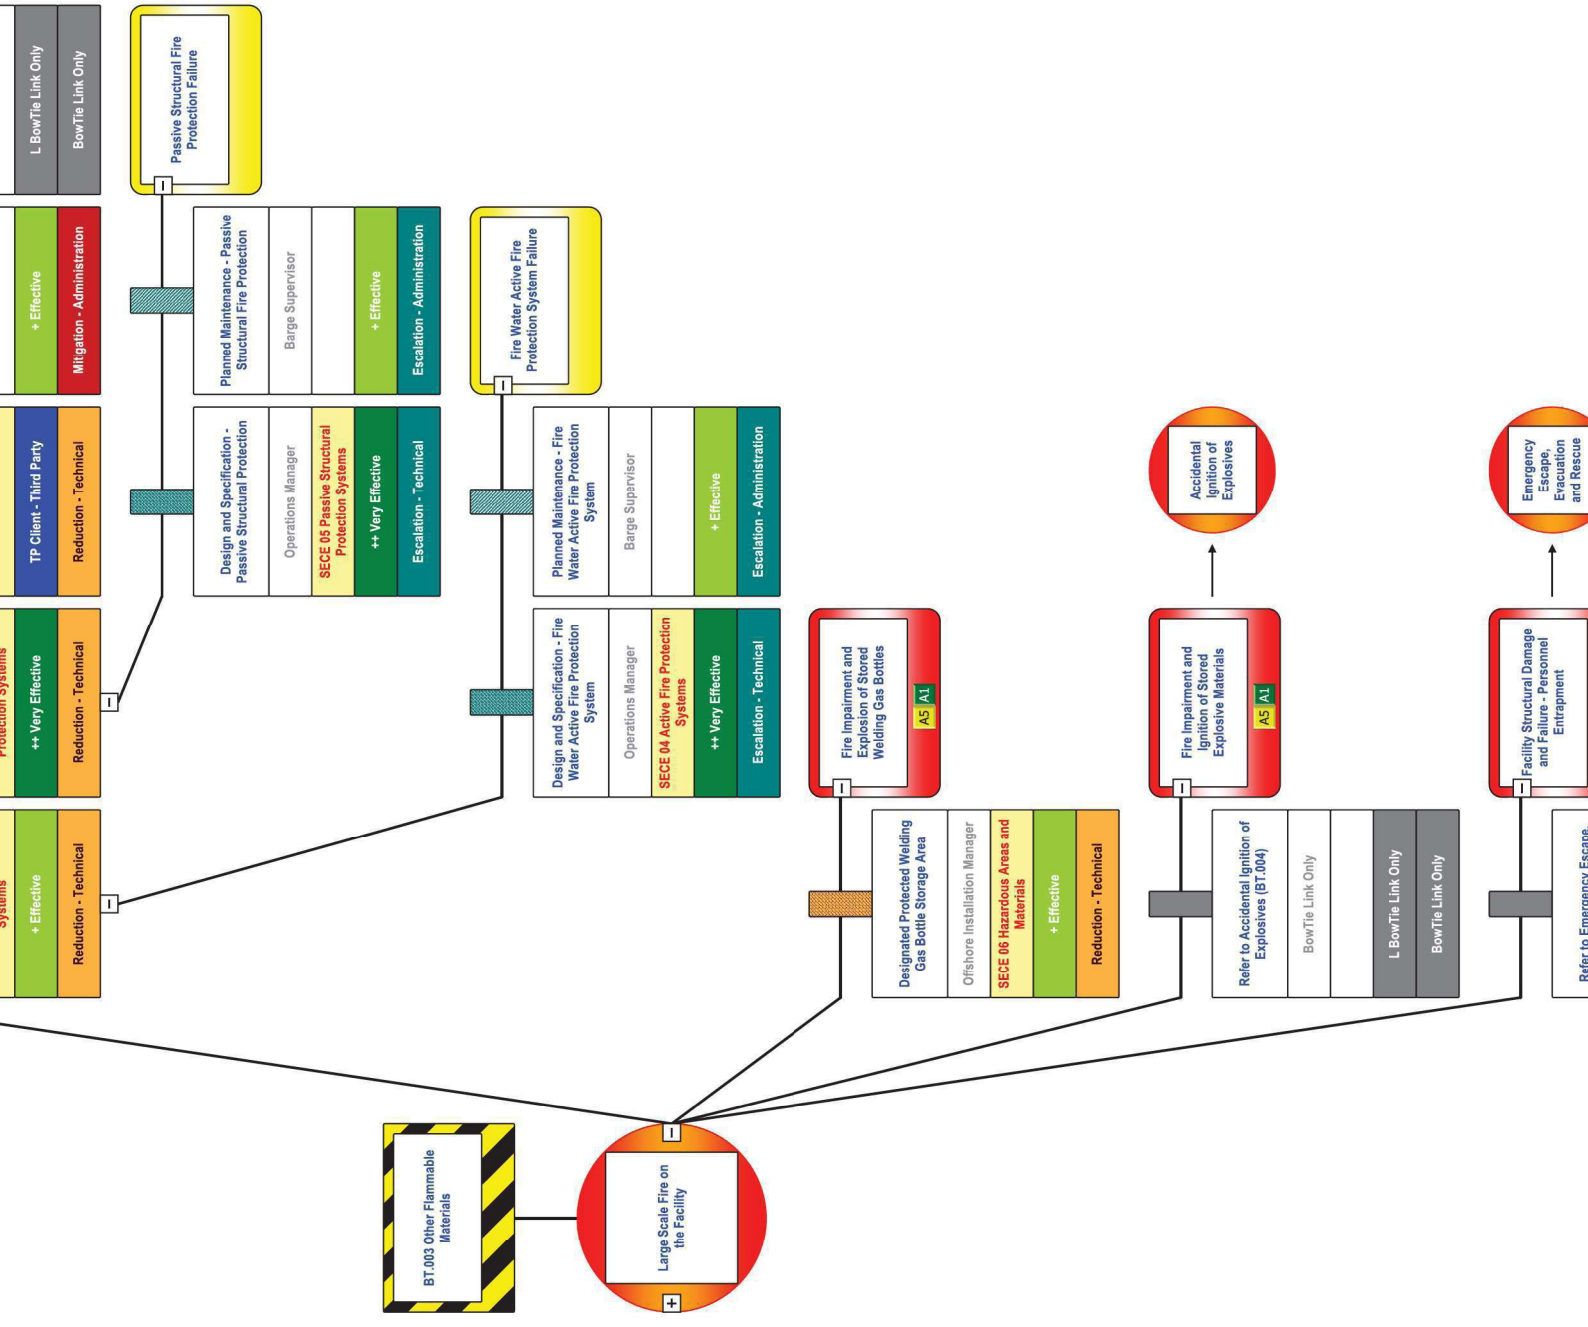 BT.003 Other Flammable
Materials
Large Scale Fire on
the Facility
+
−
Systems
+ Effective
Reduction - Technical
−
Protection Systems
++ Very Effective
Reduction - Technical
−
TP Client - Third Party
Reduction - Technical
+ Effective
Mitigation - Administration
L BowTie Link Only
BowTie Link Only
Design and Specification -
Passive Structural Protection
Operations Manager
SECE 05 Passive Structural
Protection Systems
++ Very Effective
Escalation - Technical
Planned Maintenance - Passive
Structural Fire Protection
Barge Supervisor
+ Effective
Escalation - Administration
−
Passive Structural Fire
Protection Failure
Design and Specification - Fire
Water Active Fire Protection
System
Operations Manager
SECE 04 Active Fire Protection
Systems
++ Very Effective
Escalation - Technical
Planned Maintenance - Fire
Water Active Fire Protection
System
Barge Supervisor
+ Effective
Escalation - Administration
−
Fire Water Active Fire
Protection System Failure
Designated Protected Welding
Gas Bottle Storage Area
Offshore Installation Manager
SECE 06 Hazardous Areas and
Materials
+ Effective
Reduction - Technical
−
Fire Impairment and
Explosion of Stored
Welding Gas Bottles
A5 A1
Refer to Accidental Ignition of
Explosives (BT.004)
BowTie Link Only
L BowTie Link Only
BowTie Link Only
−
Fire Impairment and
Ignition of Stored
Explosive Materials
A5 A1
Accidental
Ignition of
Explosives
Refer to Emergency Escape,
−
Facility Structural Damage
and Failure - Personnel
Entrapment
Emergency
Escape,
Evacuation
and Rescue